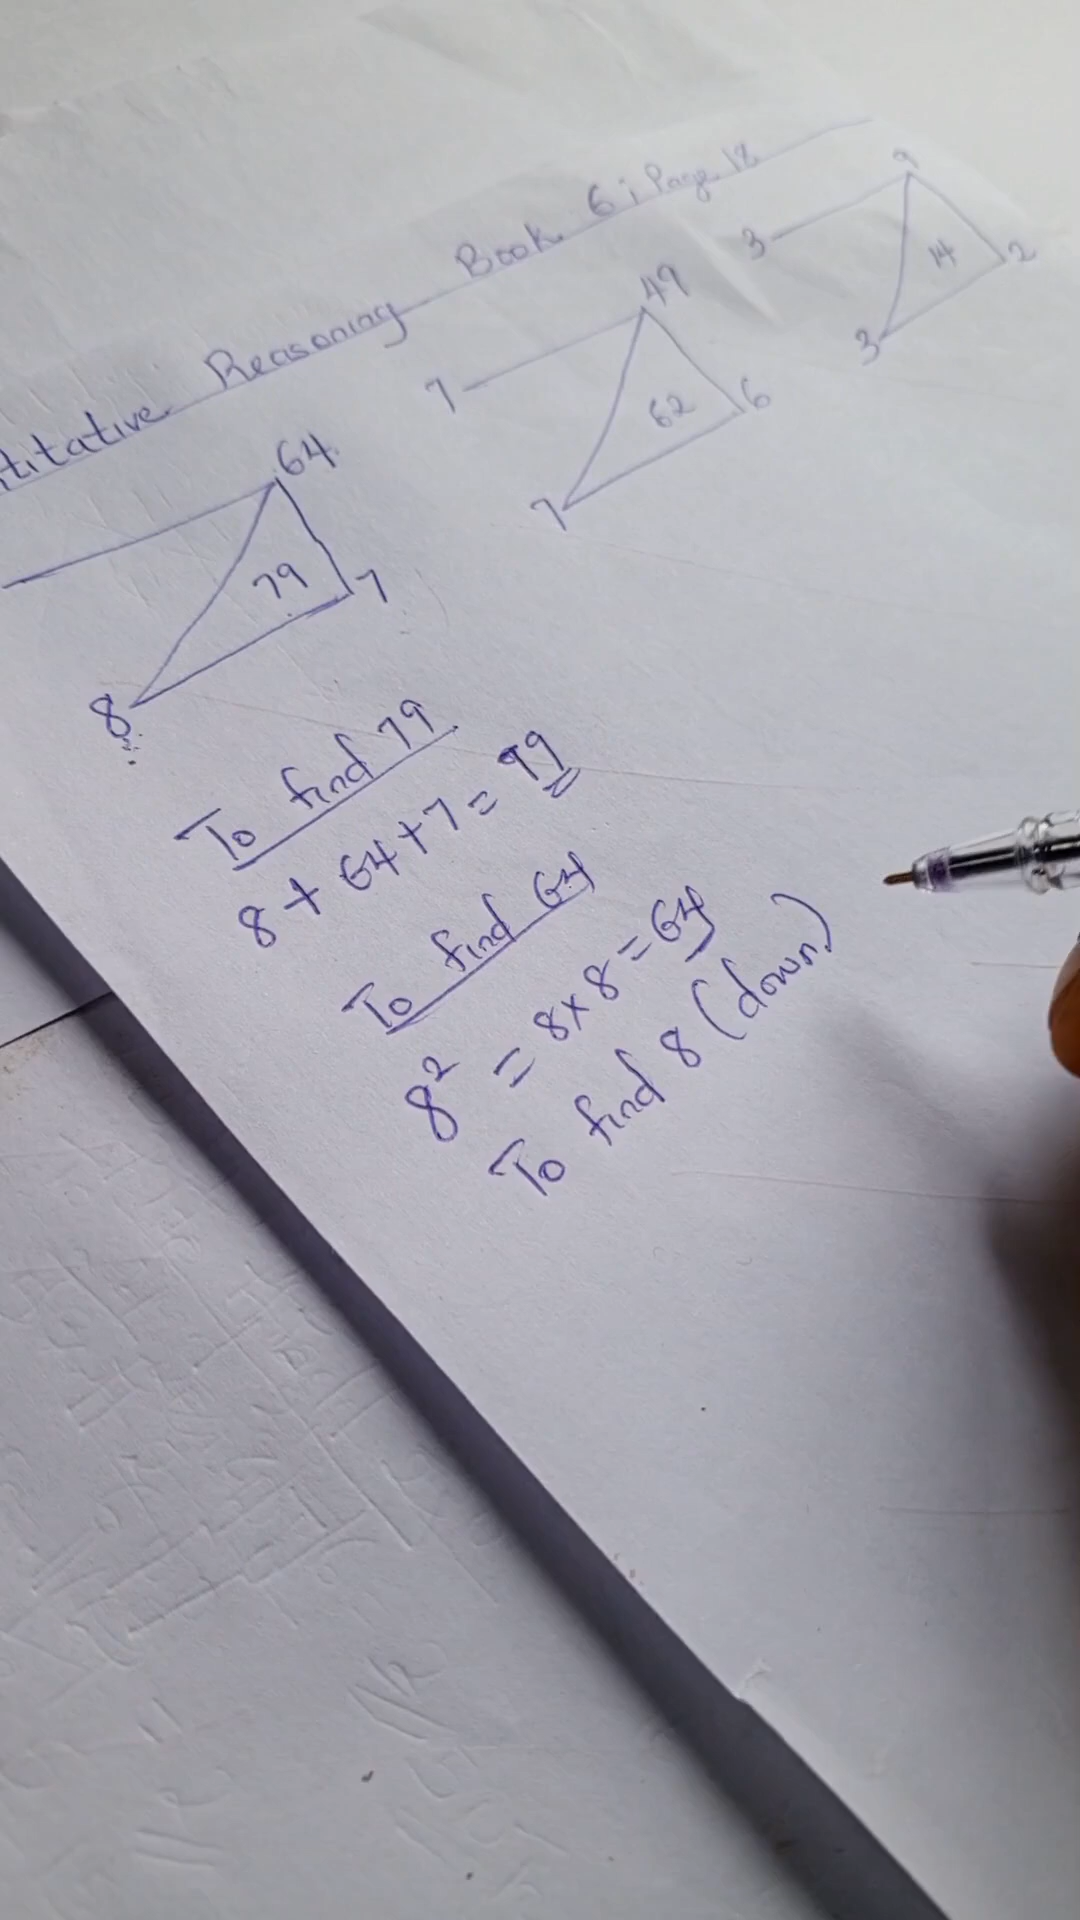 Reasoning Book 6; Page 18
64
79
7
8
49
7
62
6
7
9
3
14
2
3
To find 79
8 + 64 + 7 = 79
To find 64
8² = 8 x 8 = 64
To find 8 (down)